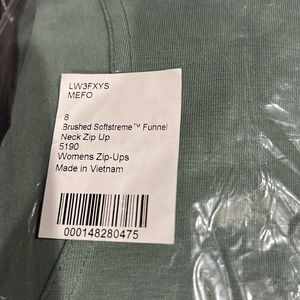 LW3FXYS
MEFO
8
Brushed Softstreme™ Funnel
Neck Zip Up
5190
Womens Zip-Ups
Made in Vietnam
000148280475